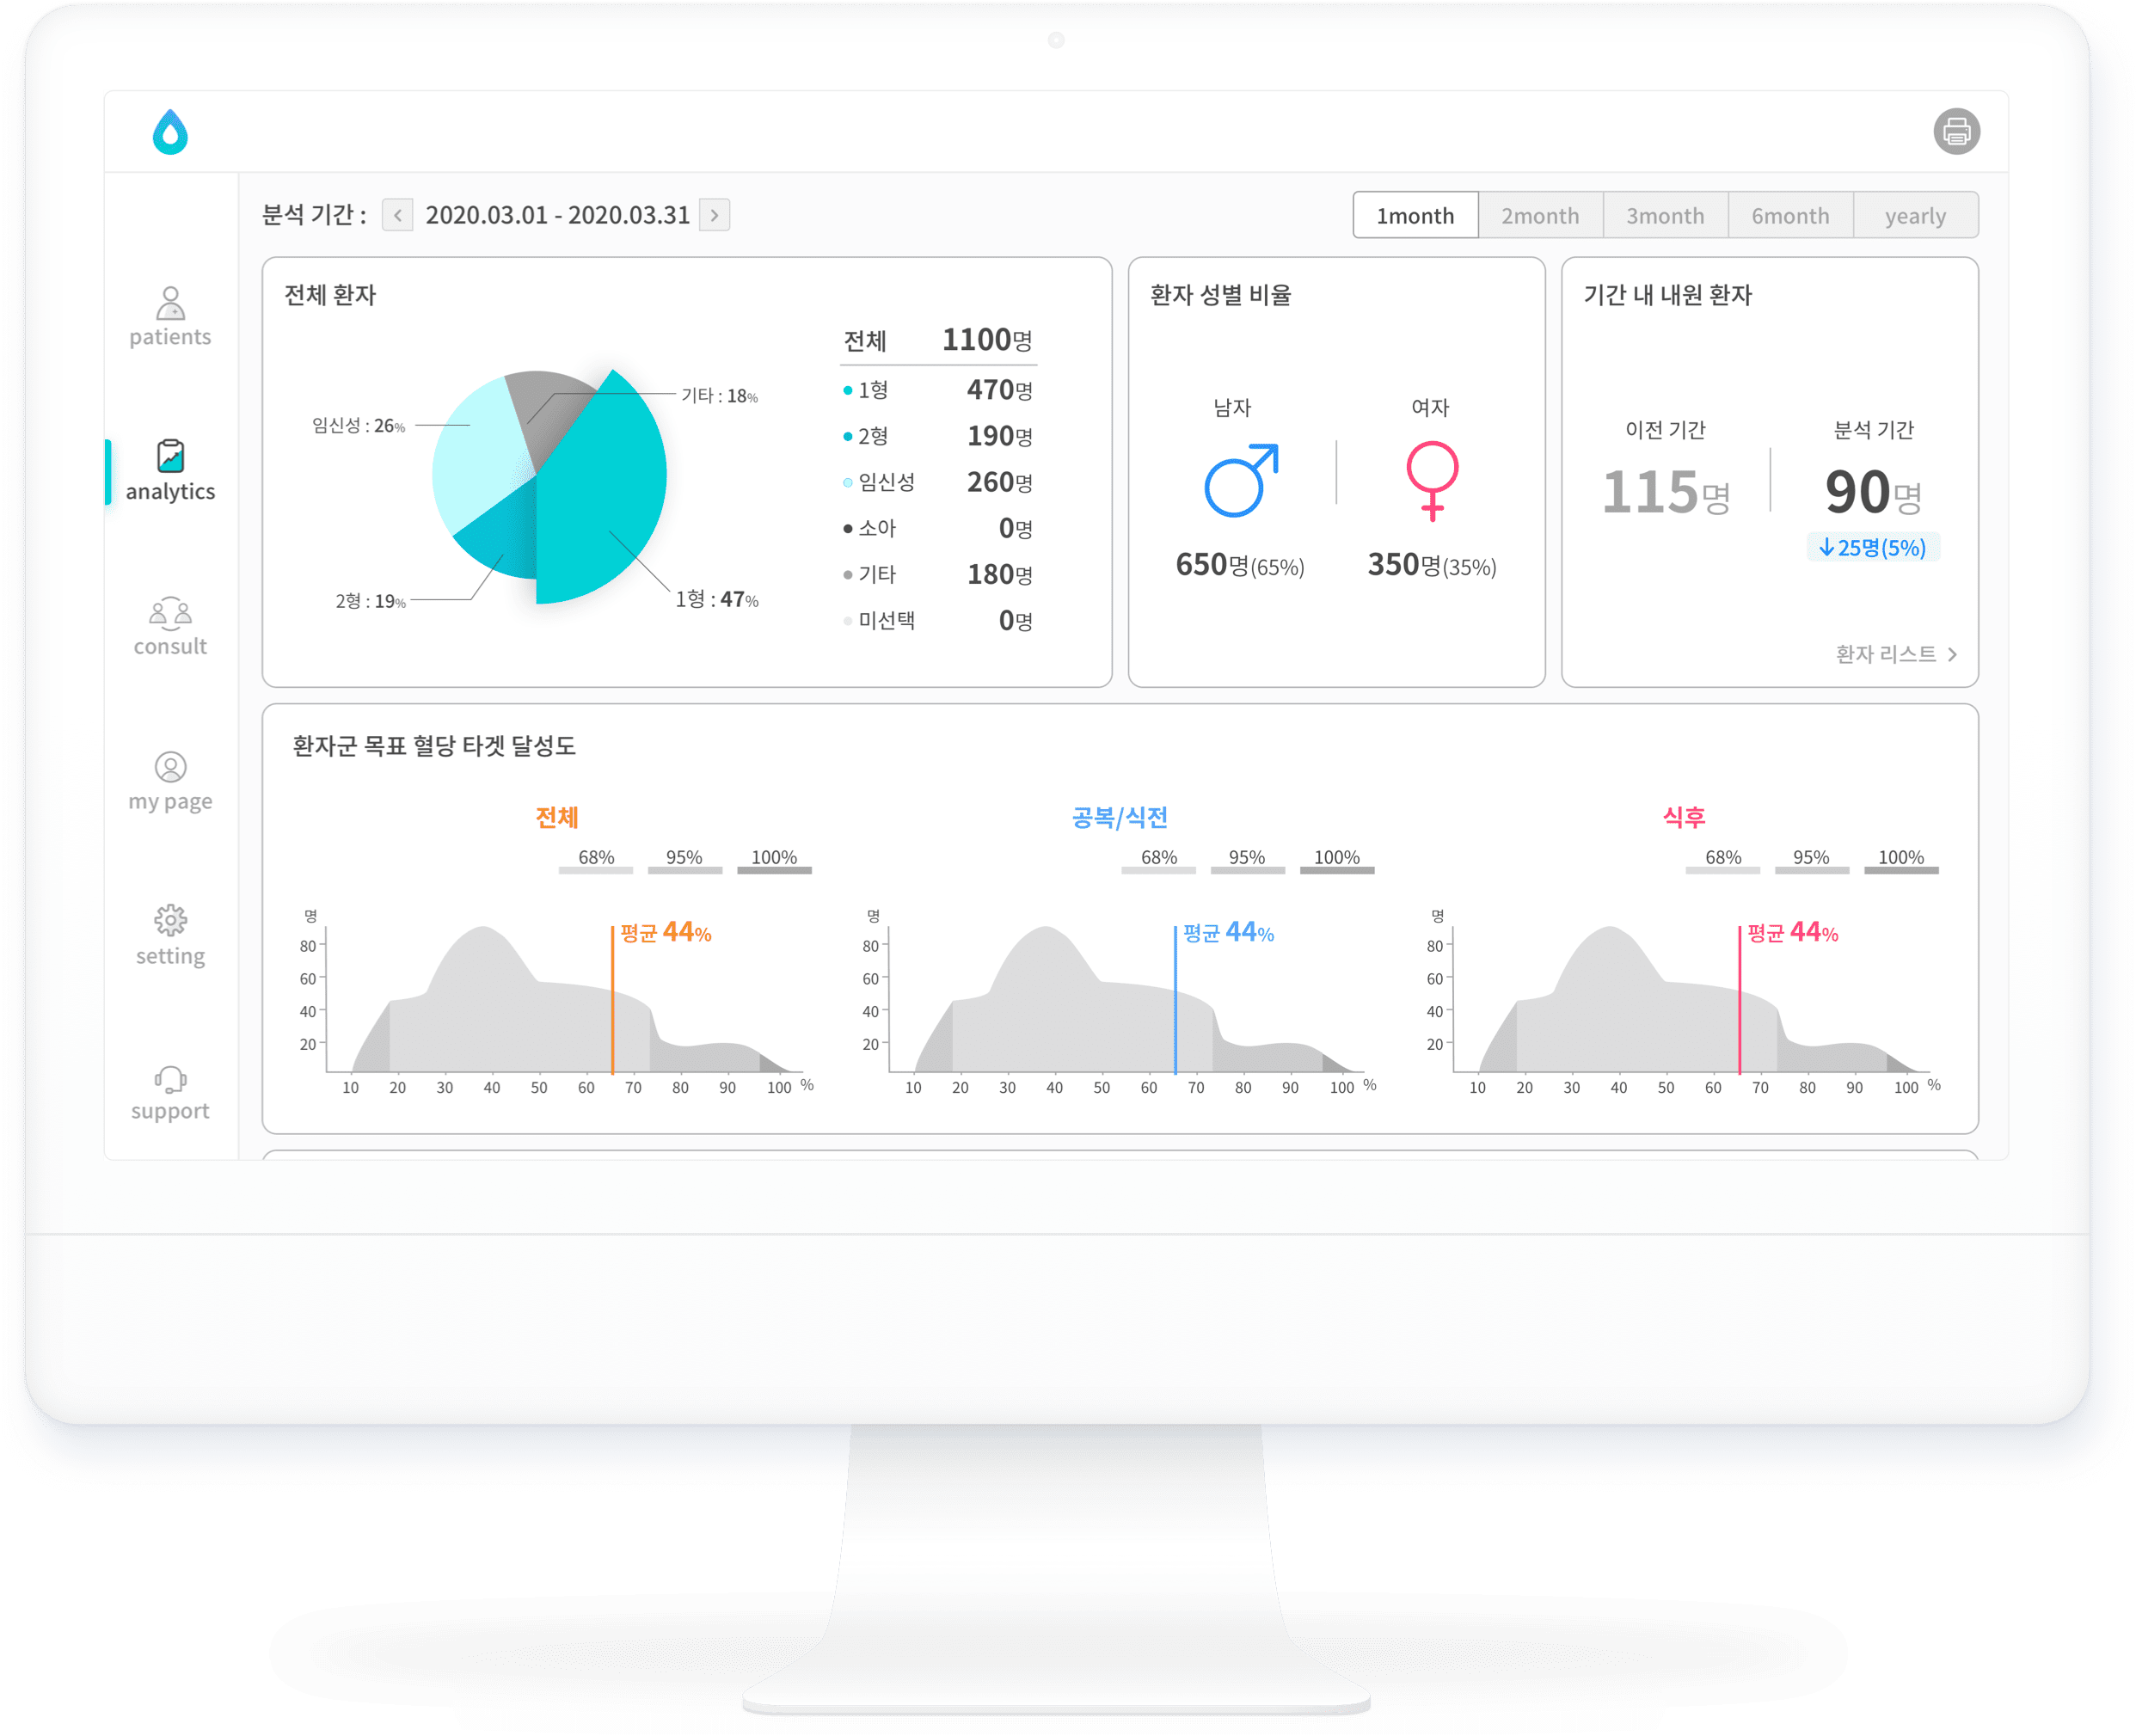 분석 기간 : 2020.03.01 - 2020.03.31
1month 2month 3month 6month yearly
patients
analytics
consult
my page
setting
support
전체 환자
기타 : 18%
임신성 : 26%
2형 : 19%
1형 : 47%
전체 1100명
1형 470명
2형 190명
임신성 260명
소아 0명
기타 180명
미선택 0명
환자 성별 비율
남자 여자
650명(65%) 350명(35%)
기간 내 내원 환자
이전 기간 분석 기간
115명 90명
↓25명(5%)
환자 리스트 >
환자군 목표 혈당 타겟 달성도
전체
68% 95% 100%
명
평균 44%
80
60
40
20
10 20 30 40 50 60 70 80 90 100 %
공복/식전
68% 95% 100%
명
평균 44%
80
60
40
20
10 20 30 40 50 60 70 80 90 100 %
식후
68% 95% 100%
명
평균 44%
80
60
40
20
10 20 30 40 50 60 70 80 90 100 %